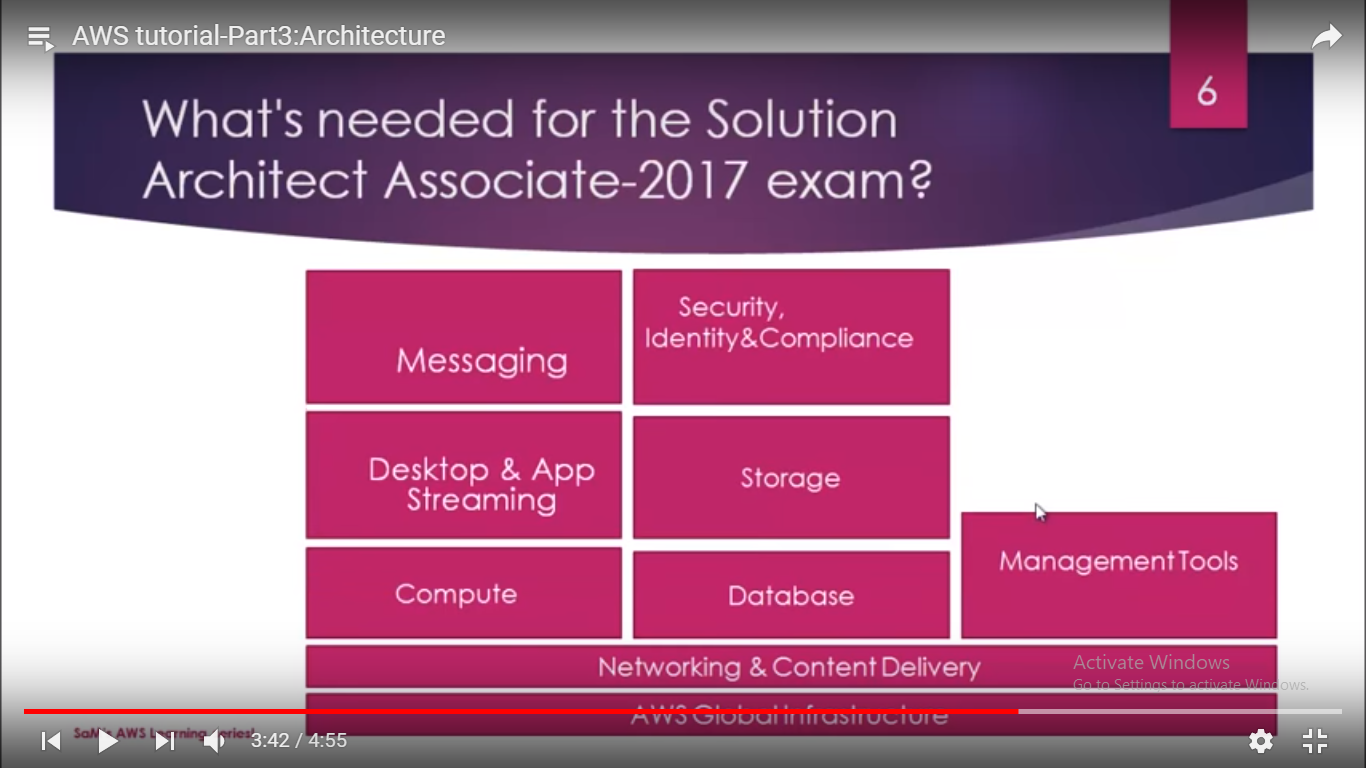 AWS tutorial-Part3:Architecture
6
What's needed for the Solution
Architect Associate-2017 exam?
Messaging
Security,
Identity&Compliance
Desktop & App
Streaming
Storage
Management Tools
Compute
Database
Networking & Content Delivery
Activate Windows
Go to Settings to activate Windows.
AWS Global Infrastructure
AWS Learning
3:42 / 4:55